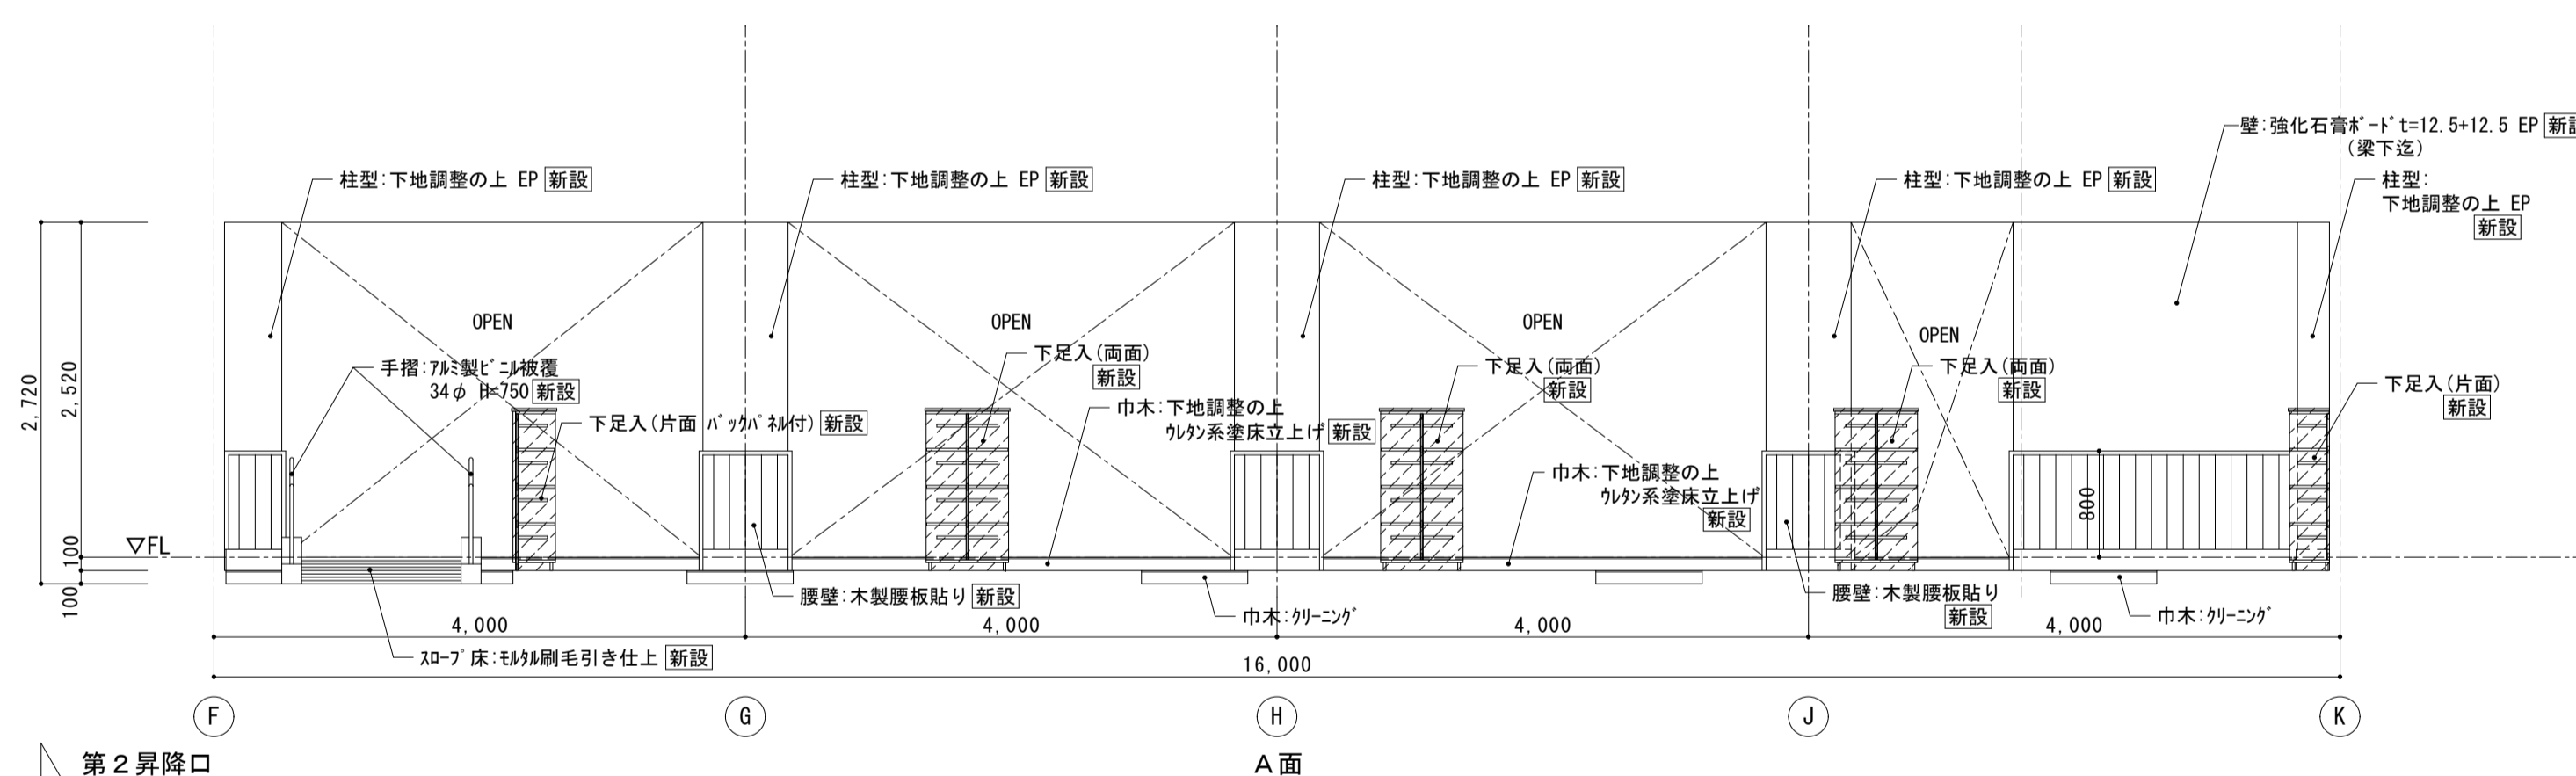 壁:強化石膏ﾎﾞｰﾄﾞt=12.5+12.5 EP 新設
(梁下迄)
柱型:下地調整の上 EP 新設
柱型:下地調整の上 EP 新設
柱型:下地調整の上 EP 新設
柱型:下地調整の上 EP 新設
柱型:
下地調整の上 EP
新設
OPEN
OPEN
OPEN
OPEN
手摺:ｱﾙﾐ製ﾋﾞﾆﾙ被覆
34φ H=750 新設
下足入(両面)
新設
下足入(両面)
新設
下足入(両面)
新設
下足入(片面)
新設
下足入(片面 ﾊﾞｯｸﾊﾟﾈﾙ付) 新設
巾木:下地調整の上
ｳﾚﾀﾝ系塗床立上げ 新設
巾木:下地調整の上
ｳﾚﾀﾝ系塗床立上げ
新設
2,720
2,520
100
100
800
▽FL
腰壁:木製腰板貼り 新設
巾木:ｸﾘｰﾆﾝｸﾞ
腰壁:木製腰板貼り
新設
巾木:ｸﾘｰﾆﾝｸﾞ
4,000
4,000
4,000
4,000
ｽﾛｰﾌﾟ床:ﾓﾙﾀﾙ刷毛引き仕上 新設
16,000
F
G
H
J
K
第2昇降口
A面